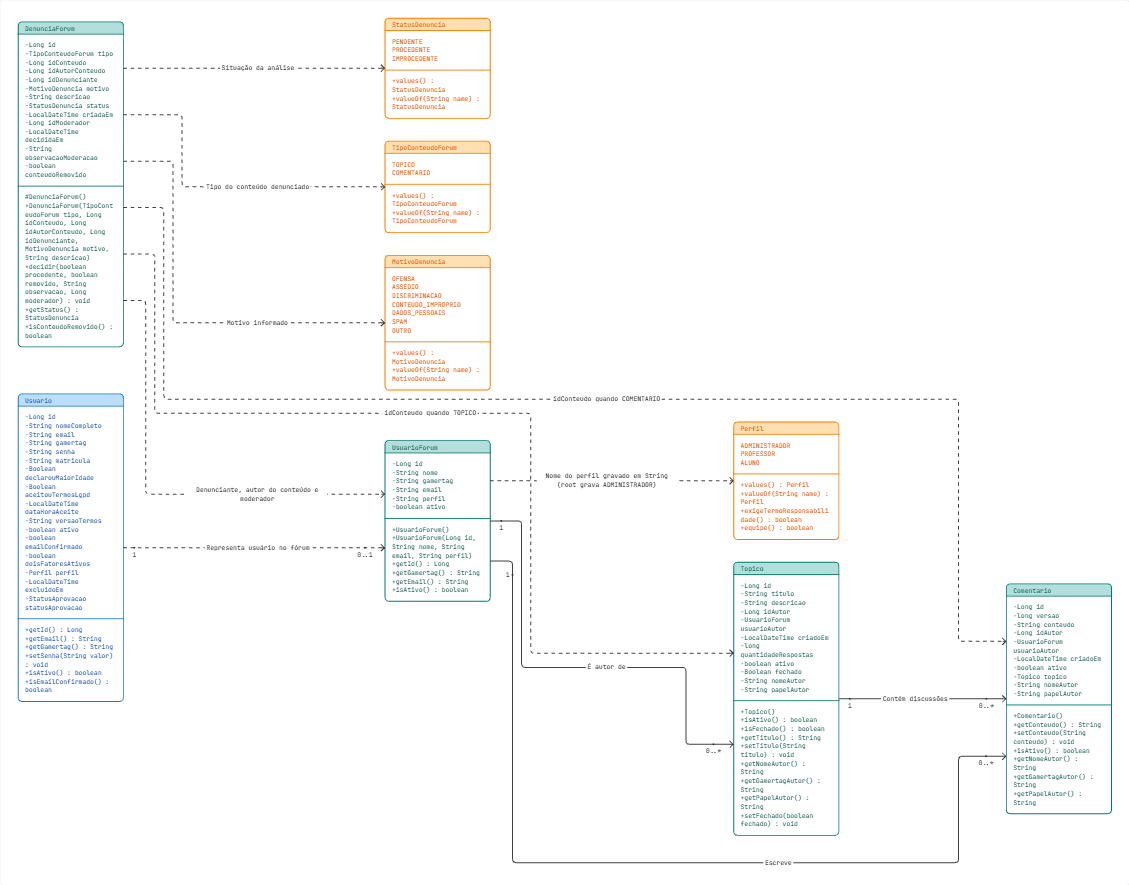 DenunciaForum
-Long id
-TipoConteudoForum tipo
-Long idConteudo
-Long idAutorConteudo
-Long idDenunciante
-MotivoDenuncia motivo
-String descricao
-StatusDenuncia status
-LocalDateTime criadaEm
-Long idModerador
-LocalDateTime
decididaEm
-String
observacaoModeracao
-boolean
conteudoRemovido
#DenunciaForum()
+DenunciaForum(TipoCont
eudoForum tipo, Long
idConteudo, Long
idAutorConteudo, Long
idDenunciante,
MotivoDenuncia motivo,
String descricao)
+decidir(boolean
procedente, boolean
removido, String
observacao, Long
moderador) : void
+getStatus() :
StatusDenuncia
+isConteudoRemovido() :
boolean
Situação da análise
StatusDenuncia
PENDENTE
PROCEDENTE
IMPROCEDENTE
+values() :
StatusDenuncia
+valueOf(String name) :
StatusDenuncia
Tipo do conteúdo denunciado
TipoConteudoForum
TOPICO
COMENTARIO
+values() :
TipoConteudoForum
+valueOf(String name) :
TipoConteudoForum
Motivo informado
MotivoDenuncia
OFENSA
ASSEDIO
DISCRIMINACAO
CONTEUDO_IMPROPRIO
DADOS_PESSOAIS
SPAM
OUTRO
+values() :
MotivoDenuncia
+valueOf(String name) :
MotivoDenuncia
idConteudo quando COMENTARIO
idConteudo quando TOPICO
Usuario
-Long id
-String nomeCompleto
-String email
-String gamertag
-String senha
-String matricula
-Boolean
declarouMaiorIdade
-Boolean
aceitouTermosLgpd
-LocalDateTime
dataHoraAceite
-String versaoTermos
-boolean ativo
-boolean
emailConfirmado
-boolean
doisFatoresAtivos
-Perfil perfil
-LocalDateTime
excluidoEm
-StatusAprovacao
statusAprovacao
+getId() : Long
+getEmail() : String
+getGamertag() : String
+setSenha(String valor)
: void
+isAtivo() : boolean
+isEmailConfirmado() :
boolean
Denunciante, autor do conteúdo e
moderador
Representa usuário no fórum
1
0..1
UsuarioForum
-Long id
-String nome
-String gamertag
-String email
-String perfil
-boolean ativo
+UsuarioForum()
+UsuarioForum(Long id,
String nome, String
email, String perfil)
+getId() : Long
+getGamertag() : String
+getEmail() : String
+isAtivo() : boolean
Nome do perfil gravado em String
(root grava ADMINISTRADOR)
Perfil
ADMINISTRADOR
PROFESSOR
ALUNO
+values() : Perfil
+valueOf(String name) :
Perfil
+exigeTermoResponsabili
dade() : boolean
+equipe() : boolean
1
1
É autor de
0..*
Topico
-Long id
-String titulo
-String descricao
-Long idAutor
-UsuarioForum
usuarioAutor
-LocalDateTime criadoEm
-long
quantidadeRespostas
-boolean ativo
-Boolean fechado
-String nomeAutor
-String papelAutor
+Topico()
+isAtivo() : boolean
+isFechado() : boolean
+getTitulo() : String
+setTitulo(String
titulo) : void
+getNomeAutor() :
String
+getGamertagAutor() :
String
+getPapelAutor() :
String
+setFechado(boolean
fechado) : void
1
Contém discussões
0..*
Comentario
-Long id
-long versao
-String conteudo
-Long idAutor
-UsuarioForum
usuarioAutor
-LocalDateTime criadoEm
-boolean ativo
-Topico topico
-String nomeAutor
-String papelAutor
+Comentario()
+getConteudo() : String
+setConteudo(String
conteudo) : void
+isAtivo() : boolean
+getNomeAutor() :
String
+getGamertagAutor() :
String
+getPapelAutor() :
String
0..*
Escreve